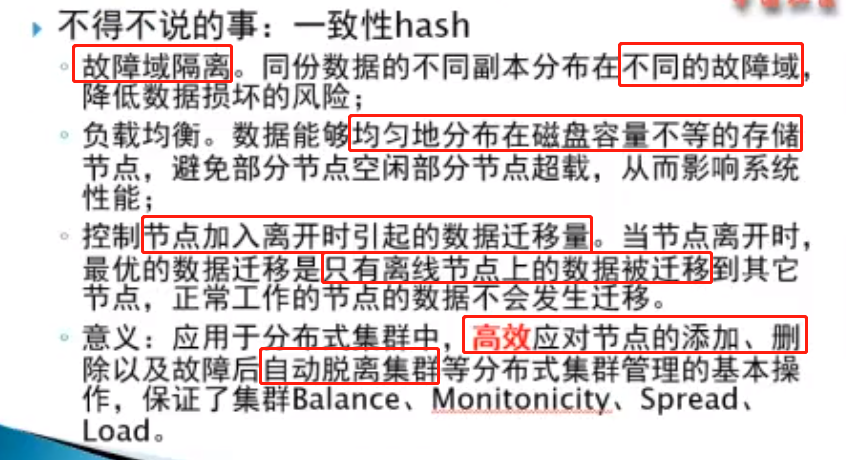 不得不说的事：一致性hash
故障域隔离。同份数据的不同副本分布在不同的故障域，
降低数据损坏的风险；
负载均衡。数据能够均匀地分布在磁盘容量不等的存储
节点，避免部分节点空闲部分节点超载，从而影响系统
性能；
控制节点加入离开时引起的数据迁移量。当节点离开时，
最优的数据迁移是只有离线节点上的数据被迁移到其它
节点，正常工作的节点的数据不会发生迁移。
意义：应用于分布式集群中，高效应对节点的添加、删
除以及故障后自动脱离集群等分布式集群管理的基本操
作，保证了集群Balance、Monitonicity、Spread、
Load。